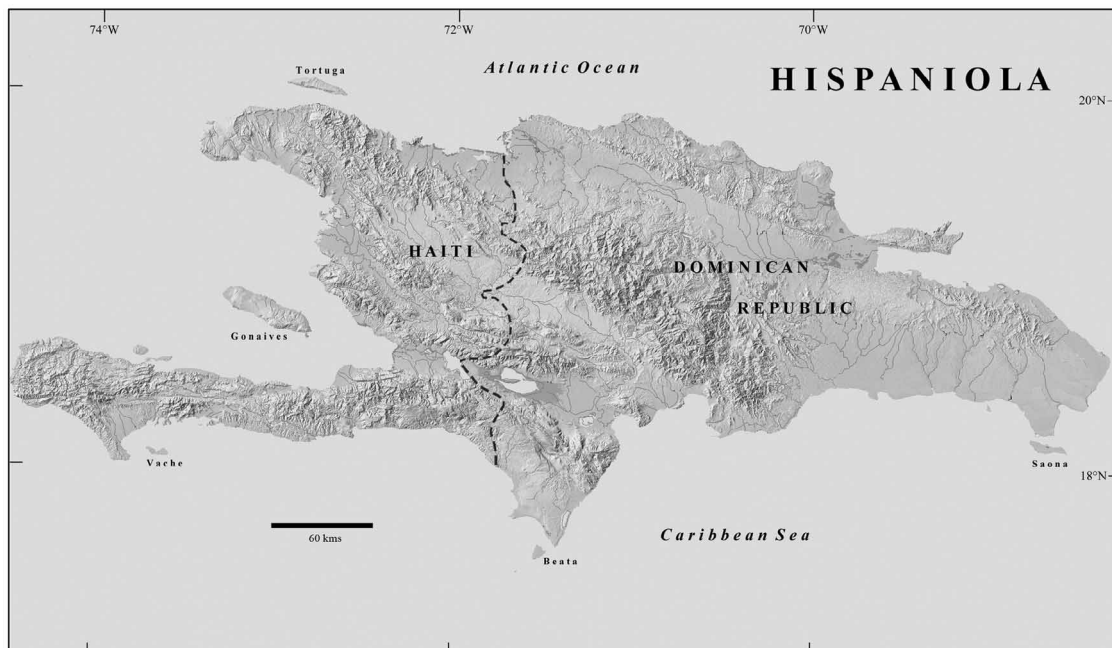 74°W
72°W
70°W
Tortuga
Atlantic Ocean
HISPANIOLA
20°N
HAITI
DOMINICAN
REPUBLIC
Gonaives
Vache
Saona
18°N
60 kms
Caribbean Sea
Beata